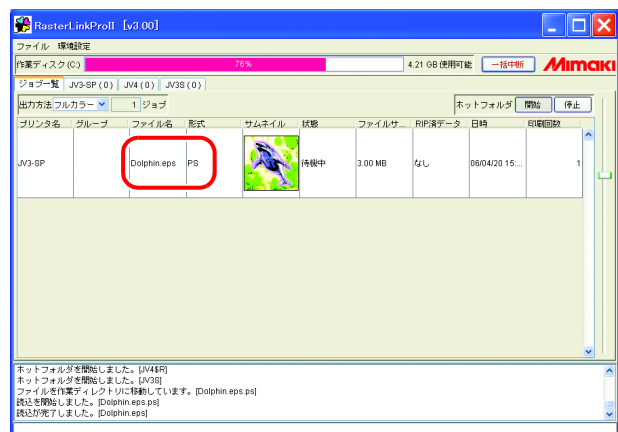 RasterLinkProII [v3.00]
ファイル 環境設定
作業ディスク(C:) 76% 4.21 GB 使用可能 一括中断 Mimaki
ジョブ一覧 JV3-SP (0) JV4 (0) JV3S (0)
出力方法 フルカラー 1 ジョブ ホットフォルダ 開始 停止
プリンタ名 グループ ファイル名 形式 サムネイル 状態 ファイルサ... RIP済データ 日時 印刷回数
JV3-SP Dolphin.eps PS 待機中 3.00 MB なし 06/04/20 15:... 1
ホットフォルダを開始しました。[JV4$R]
ホットフォルダを開始しました。[JV3S]
ファイルを作業ディレクトリに移動しています。[Dolphin.eps.ps]
読込を開始しました。[Dolphin.eps.ps]
読込が完了しました。[Dolphin.eps]